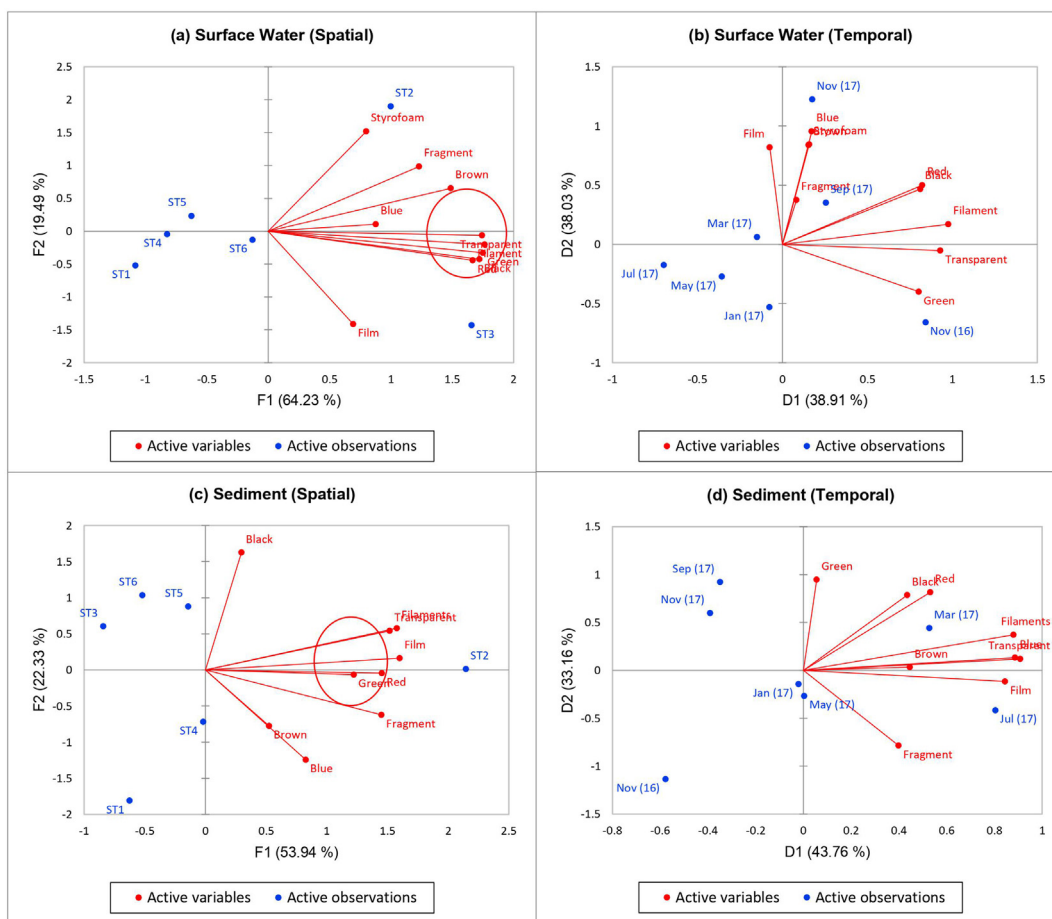 (a) Surface Water (Spatial)
2.5
2
1.5
1
0.5
0
-0.5
-1
-1.5
-2
F2 (19.49 %)
ST2
Styrofoam
Fragment
Brown
Blue
ST5
ST4
ST6
ST1
Transparent
Filament
Green
Black
Red
Film
ST3
-1.5 -1 -0.5 0 0.5 1 1.5 2
F1 (64.23 %)
Active variables Active observations
(b) Surface Water (Temporal)
1.5
1
0.5
0
-0.5
-1
D2 (38.03 %)
Nov (17)
Blue
Film
Styrofoam
Brown
Red
Black
Fragment
Sep (17)
Filament
Mar (17)
Transparent
Jul (17)
May (17)
Green
Jan (17)
Nov (16)
-1 -0.5 0 0.5 1 1.5
D1 (38.91 %)
Active variables Active observations
(c) Sediment (Spatial)
2
1.5
1
0.5
0
-0.5
-1
-1.5
-2
F2 (22.33 %)
Black
ST6
ST5
ST3
Filaments
Transparent
Film
ST2
Green
Red
ST4
Fragment
Brown
Blue
ST1
-1 -0.5 0 0.5 1 1.5 2 2.5
F1 (53.94 %)
Active variables Active observations
(d) Sediment (Temporal)
1.5
1
0.5
0
-0.5
-1
-1.5
D2 (33.16 %)
Green
Sep (17)
Black
Red
Nov (17)
Mar (17)
Filaments
Transparent
Blue
Brown
Jan (17)
May (17)
Film
Jul (17)
Fragment
Nov (16)
-0.8 -0.6 -0.4 -0.2 0 0.2 0.4 0.6 0.8 1
D1 (43.76 %)
Active variables Active observations